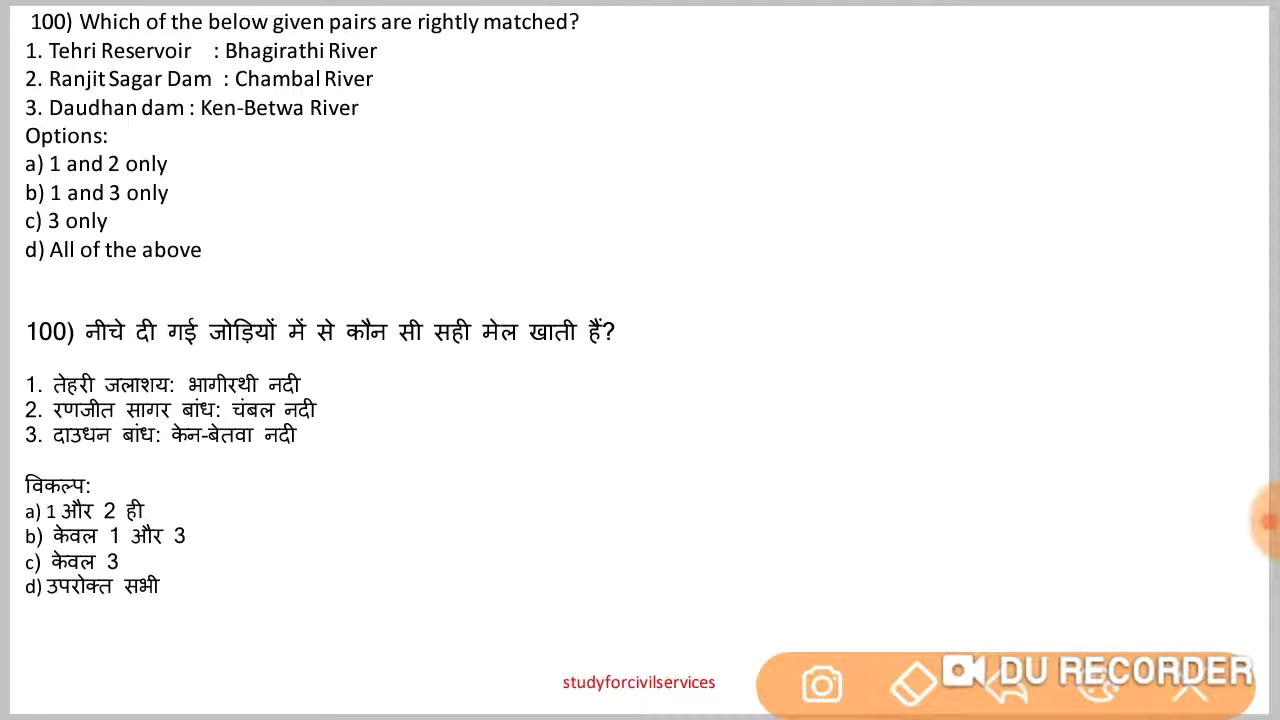 100) Which of the below given pairs are rightly matched?
1. Tehri Reservoir : Bhagirathi River
2. Ranjit Sagar Dam : Chambal River
3. Daudhan dam : Ken-Betwa River
Options:
a) 1 and 2 only
b) 1 and 3 only
c) 3 only
d) All of the above
100) नीचे दी गई जोड़ियों में से कौन सी सही मेल खाती हैं?
1. तेहरी जलाशय: भागीरथी नदी
2. रणजीत सागर बांध: चंबल नदी
3. दाउधन बांध: केन-बेतवा नदी
विकल्प:
a) 1 और 2 ही
b) केवल 1 और 3
c) केवल 3
d) उपरोक्त सभी
studyforcivilservices
DU RECORDER